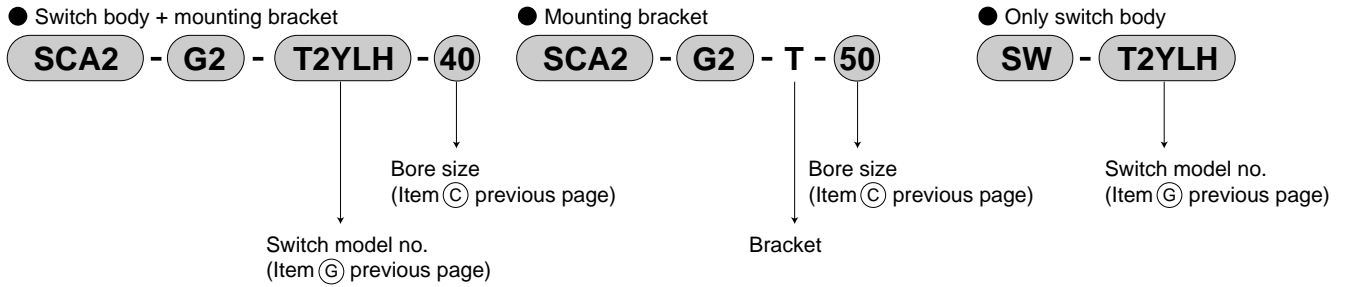 ● Switch body + mounting bracket
SCA2 - G2 - T2YLH - 40
Bore size
(Item Ⓒ previous page)
Switch model no.
(Item Ⓖ previous page)
● Mounting bracket
SCA2 - G2 - T - 50
Bore size
(Item Ⓒ previous page)
Bracket
● Only switch body
SW - T2YLH
Switch model no.
(Item Ⓖ previous page)